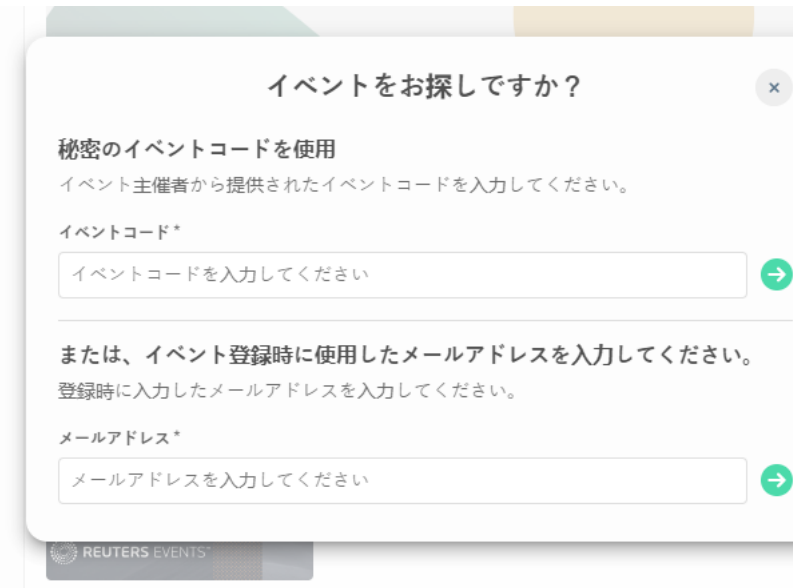 イベントをお探しですか？
×
秘密のイベントコードを使用
イベント主催者から提供されたイベントコードを入力してください。
イベントコード*
イベントコードを入力してください
または、イベント登録時に使用したメールアドレスを入力してください。
登録時に入力したメールアドレスを入力してください。
メールアドレス*
メールアドレスを入力してください
REUTERS EVENTS™